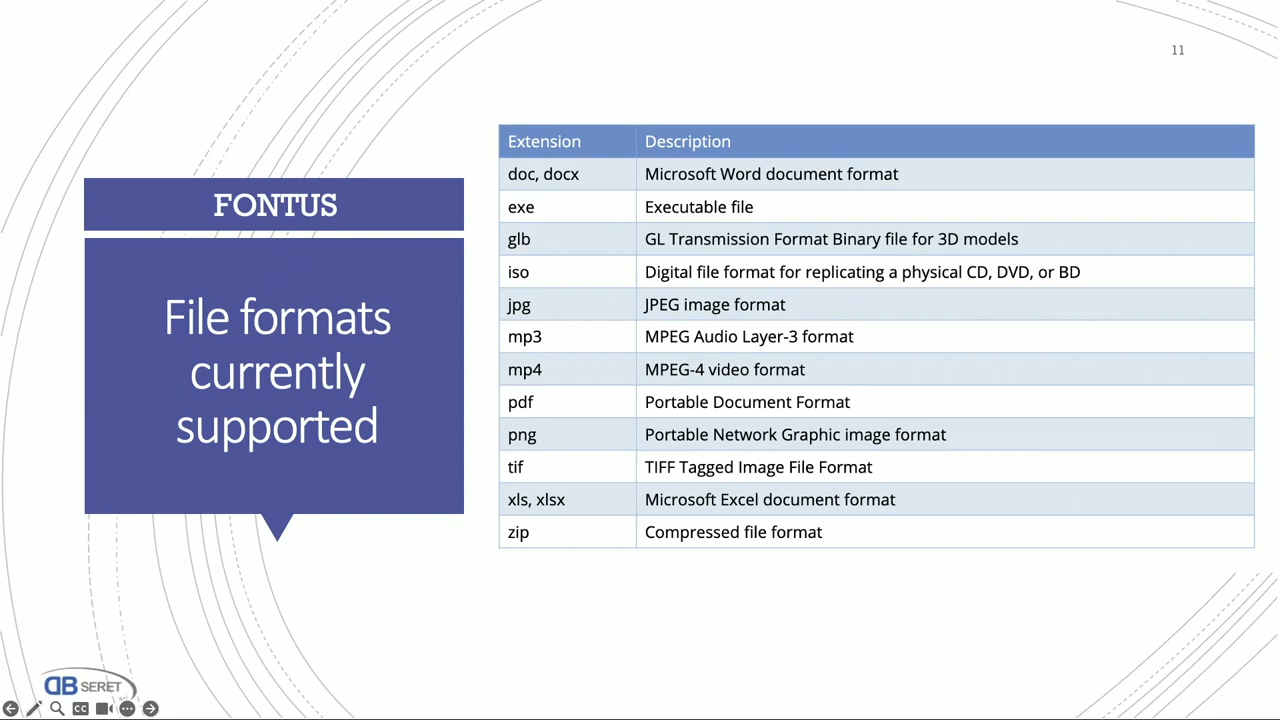 11
FONTUS
File formats
currently
supported
Extension Description
doc, docx Microsoft Word document format
exe Executable file
glb GL Transmission Format Binary file for 3D models
iso Digital file format for replicating a physical CD, DVD, or BD
jpg JPEG image format
mp3 MPEG Audio Layer-3 format
mp4 MPEG-4 video format
pdf Portable Document Format
png Portable Network Graphic image format
tif TIFF Tagged Image File Format
xls, xlsx Microsoft Excel document format
zip Compressed file format
DB SERET
CC